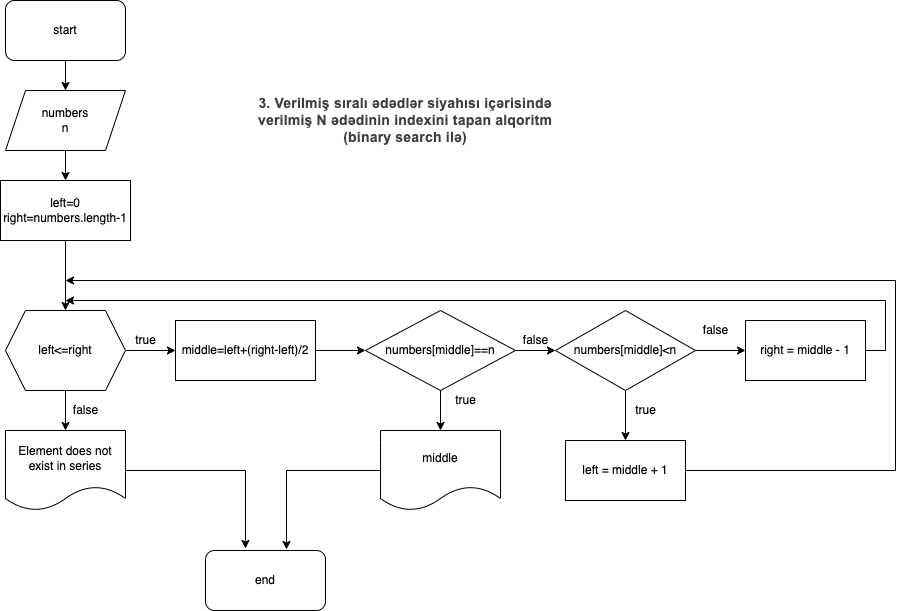 start
numbers
n
3. Verilmiş sıralı ədədlər siyahısı içərisində
verilmiş N ədədinin indexini tapan alqoritm
(binary search ilə)
left=0
right=numbers.length-1
left<=right
true
middle=left+(right-left)/2
numbers[middle]==n
false
numbers[middle]<n
false
right = middle - 1
false
true
true
Element does not
exist in series
middle
left = middle + 1
end